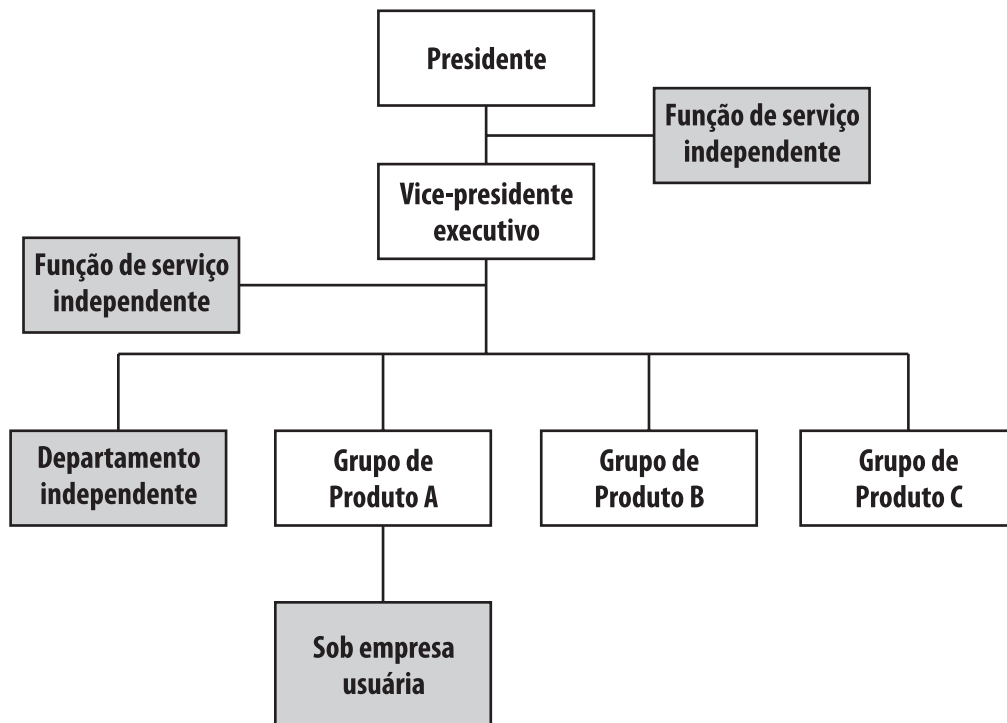 Presidente
Função de serviço
independente
Vice-presidente
executivo
Função de serviço
independente
Departamento
independente
Grupo de
Produto A
Grupo de
Produto B
Grupo de
Produto C
Sob empresa
usuária